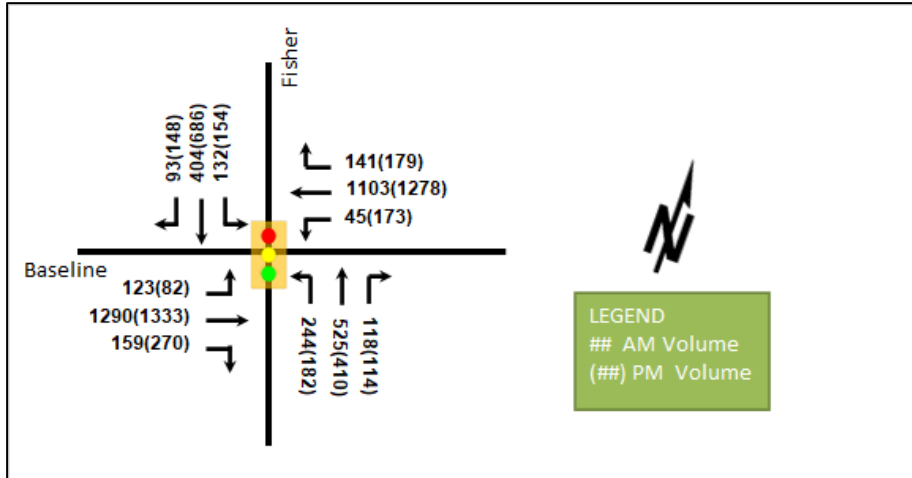 Fisher
93(148)
404(686)
132(154)
141(179)
1103(1278)
45(173)
Baseline
123(82)
1290(1333)
159(270)
244(182)
525(410)
118(114)
N
LEGEND
## AM Volume
(##) PM Volume